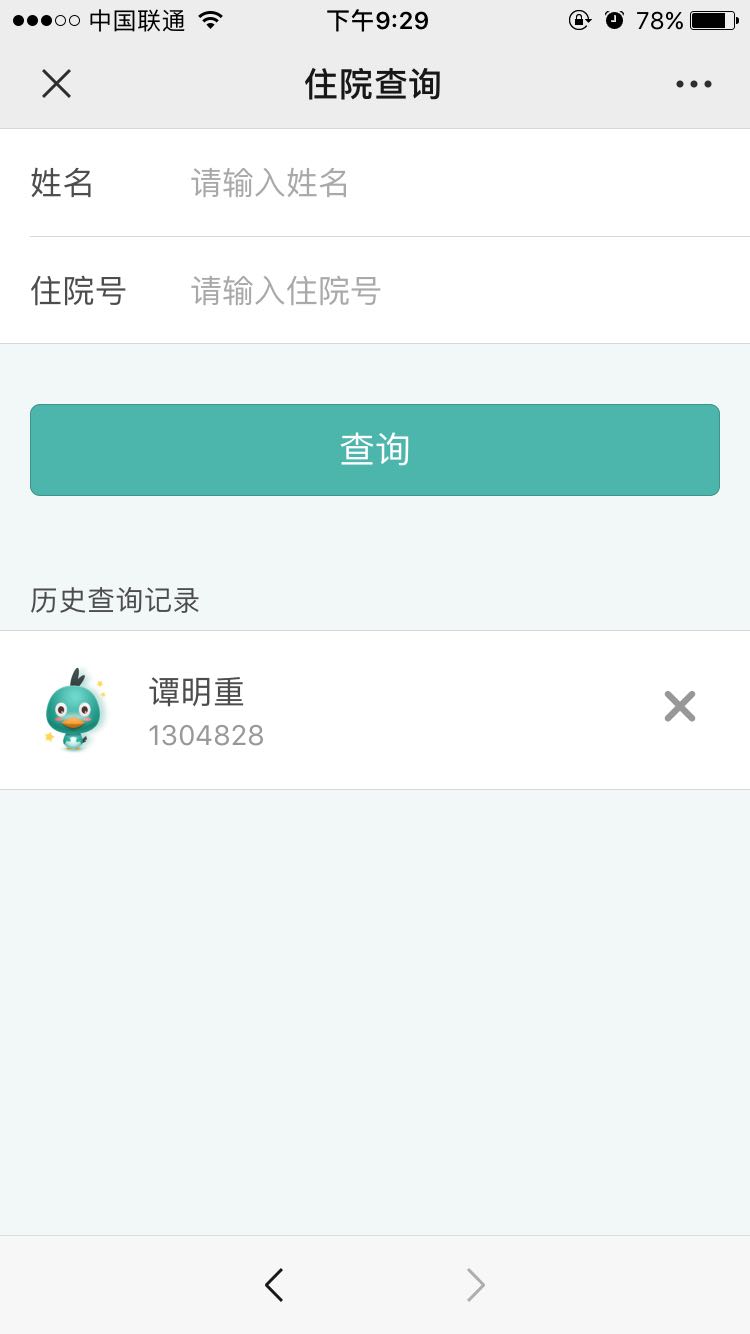 中国联通 下午9:29 78%
住院查询
姓名 请输入姓名
住院号 请输入住院号
查询
历史查询记录
谭明重
1304828